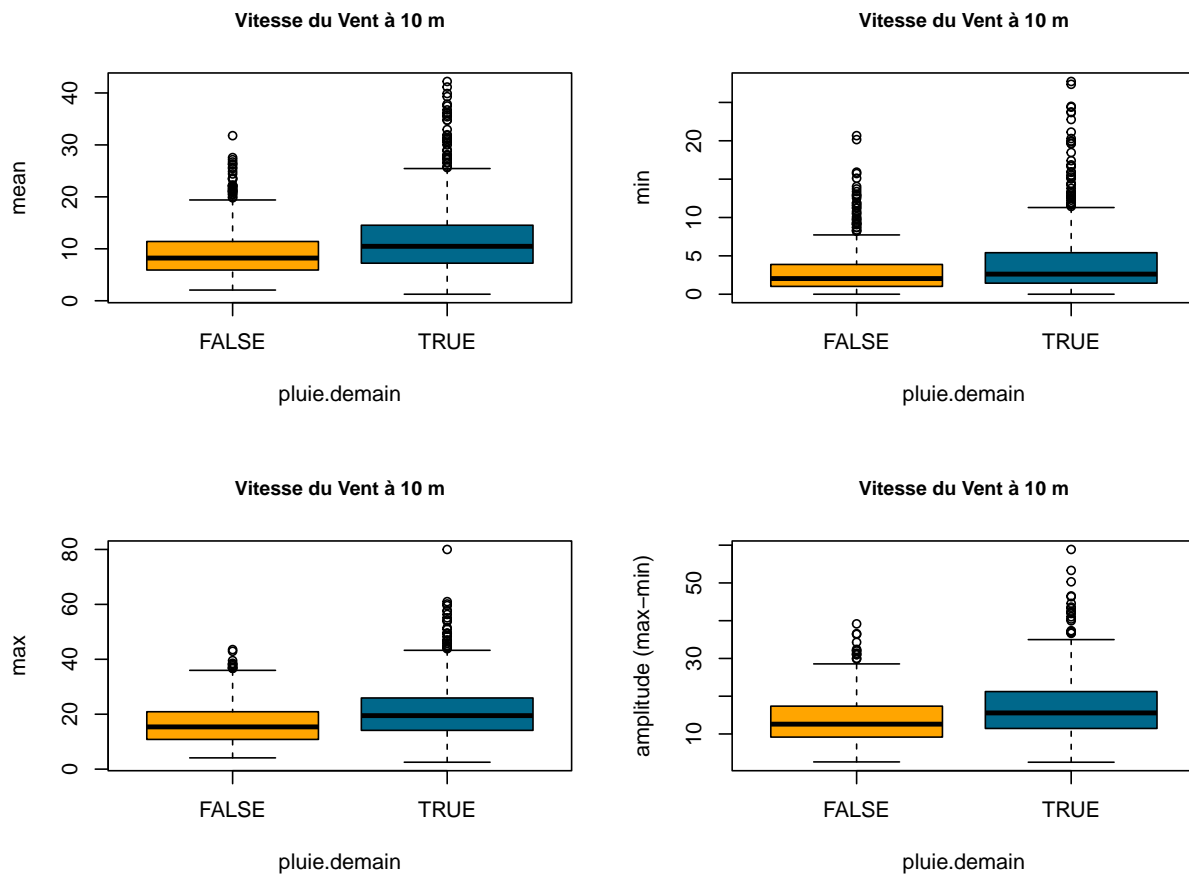 Vitesse du Vent à 10 m
mean
0 10 20 30 40
FALSE TRUE
pluie.demain
Vitesse du Vent à 10 m
min
0 5 10 20
FALSE TRUE
pluie.demain
Vitesse du Vent à 10 m
max
0 20 40 60 80
FALSE TRUE
pluie.demain
Vitesse du Vent à 10 m
amplitude (max−min)
10 30 50
FALSE TRUE
pluie.demain